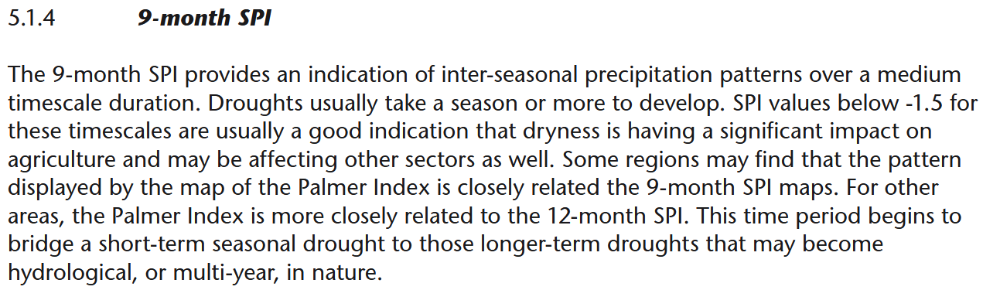 5.1.4 9-month SPI
The 9-month SPI provides an indication of inter-seasonal precipitation patterns over a medium
timescale duration. Droughts usually take a season or more to develop. SPI values below -1.5 for
these timescales are usually a good indication that dryness is having a significant impact on
agriculture and may be affecting other sectors as well. Some regions may find that the pattern
displayed by the map of the Palmer Index is closely related the 9-month SPI maps. For other
areas, the Palmer Index is more closely related to the 12-month SPI. This time period begins to
bridge a short-term seasonal drought to those longer-term droughts that may become
hydrological, or multi-year, in nature.